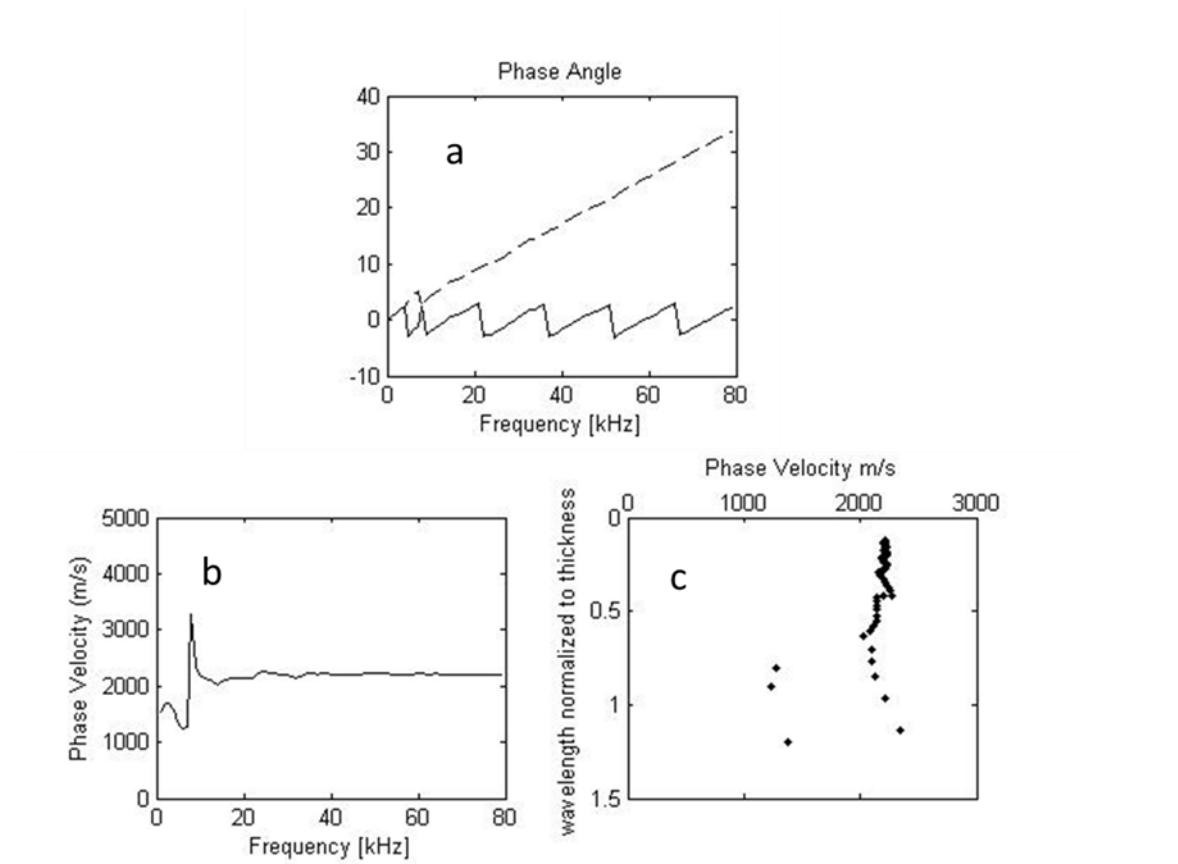 Phase Angle
40
30
20
10
0
-10
a
0 20 40 60 80
Frequency [kHz]
5000
4000
3000
2000
1000
0
Phase Velocity (m/s)
b
0 20 40 60 80
Frequency [kHz]
Phase Velocity m/s
0 1000 2000 3000
0
0.5
1
1.5
wavelength normalized to thickness
c